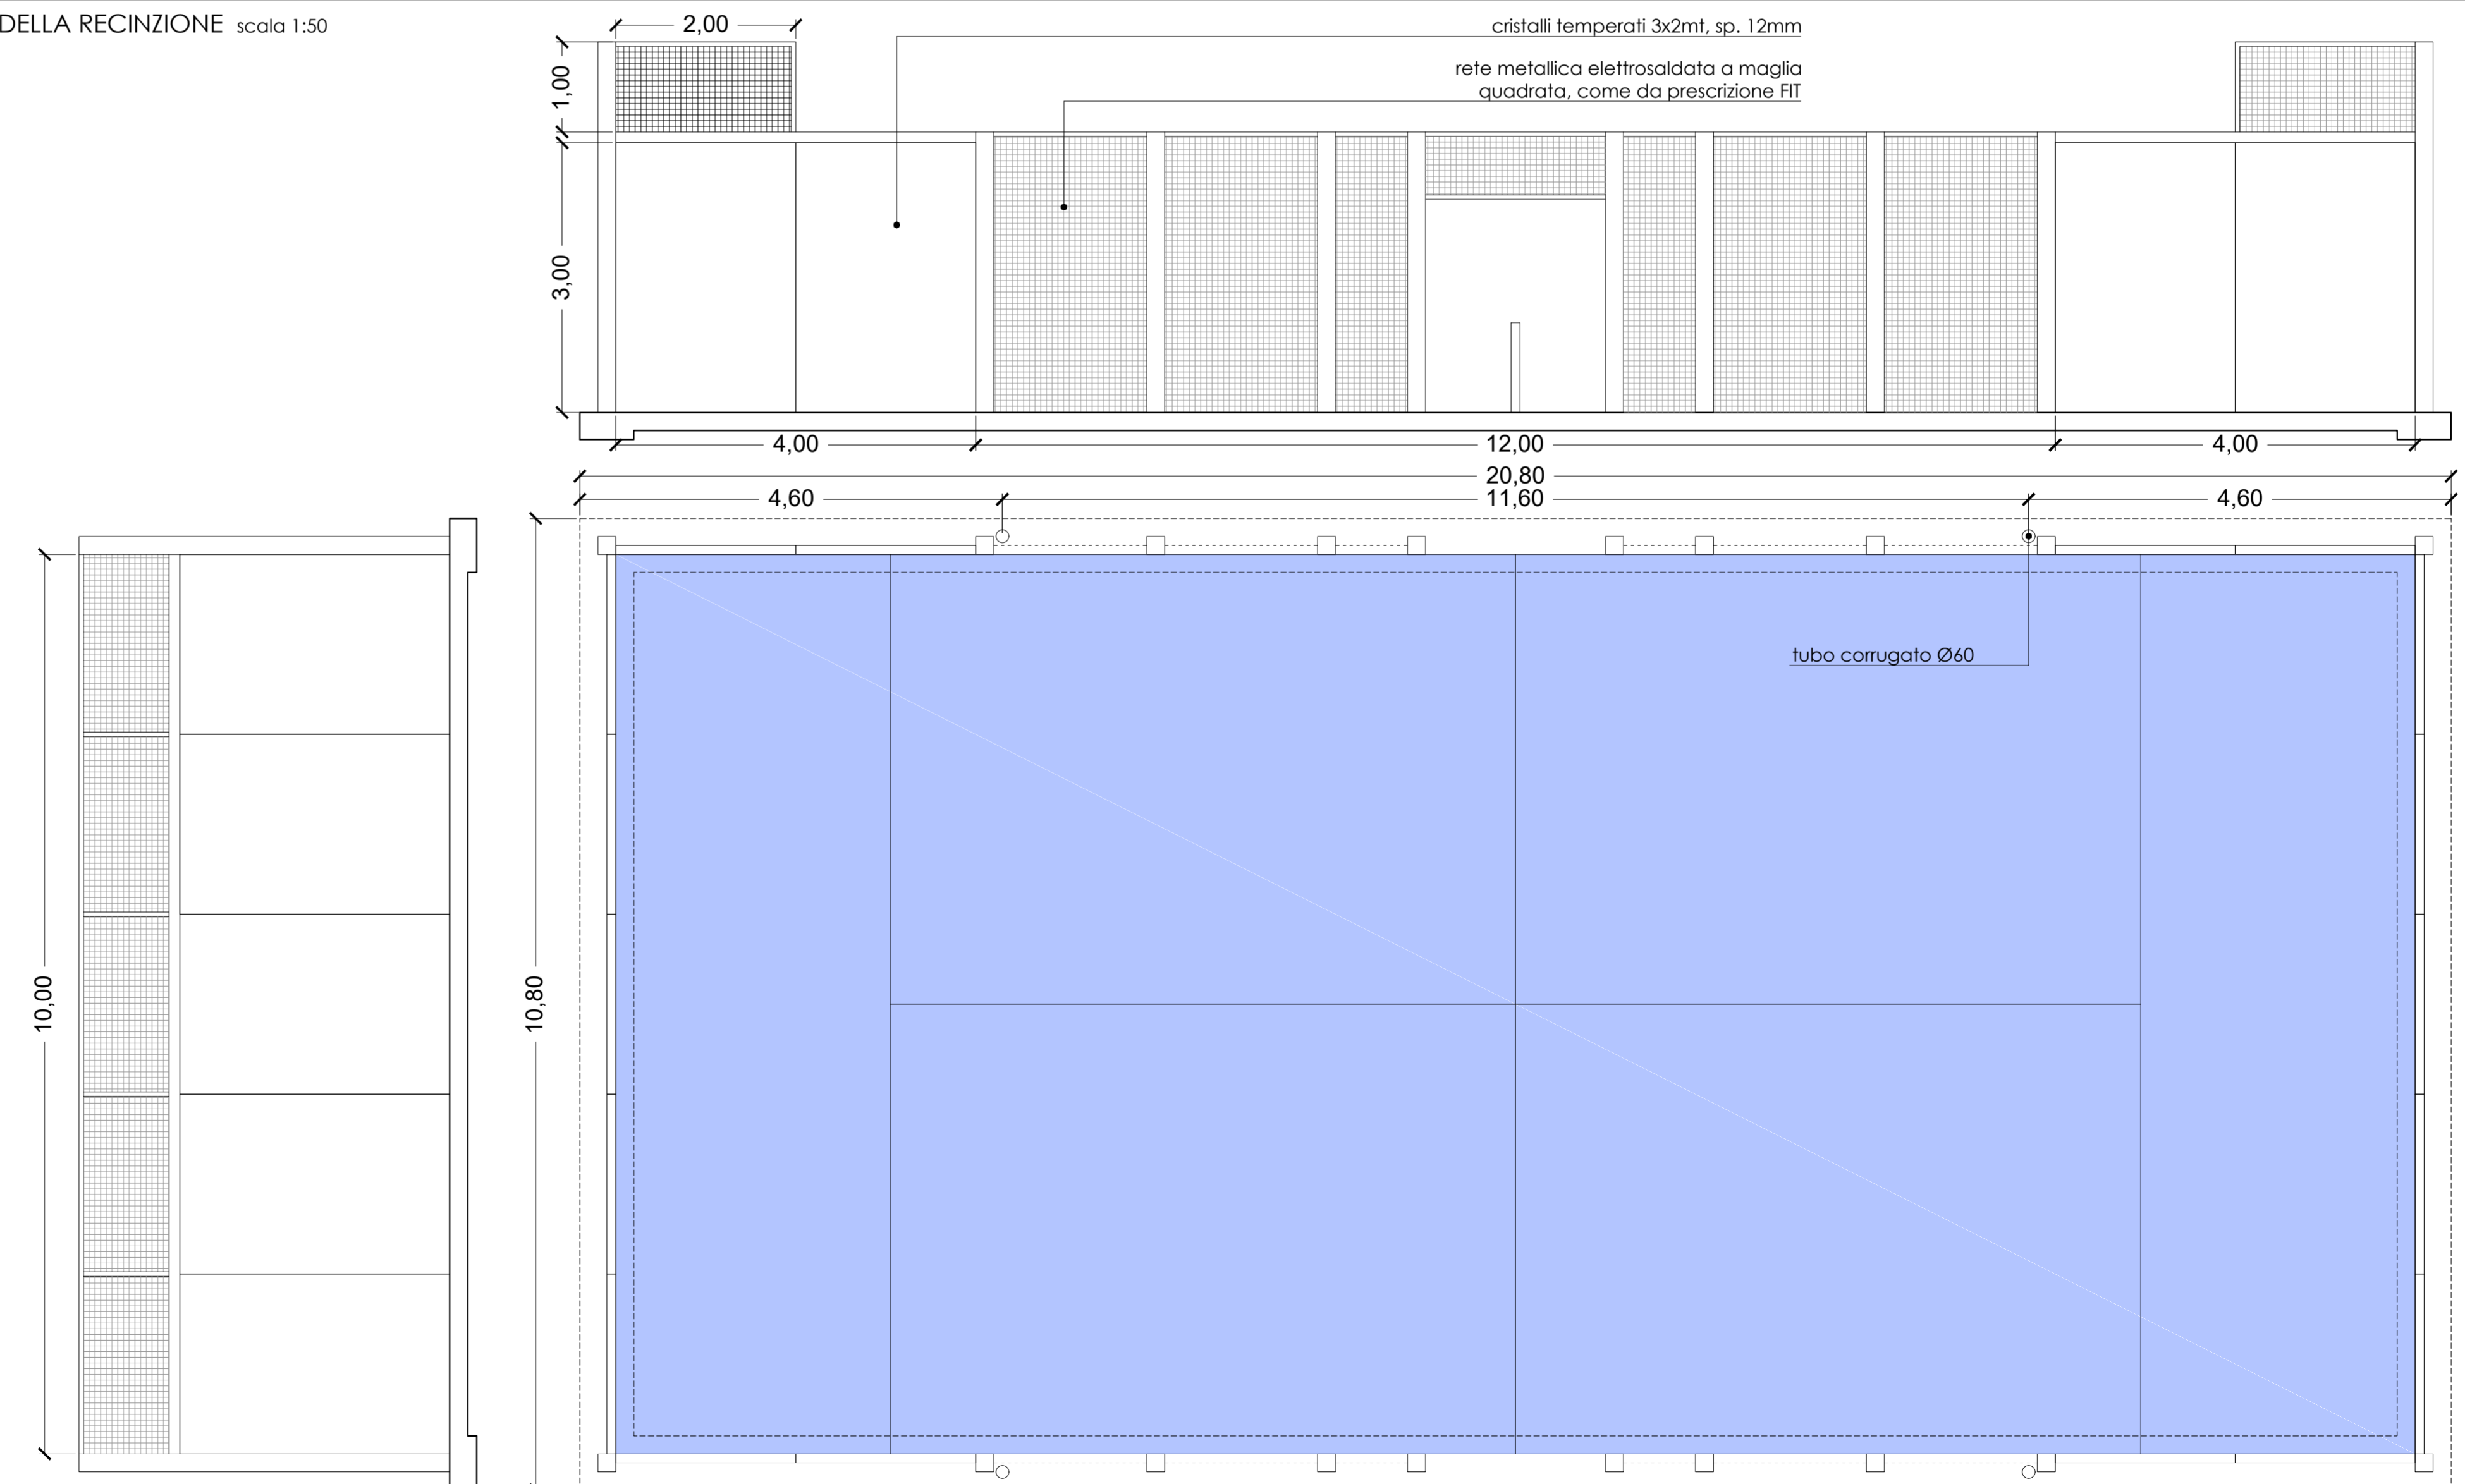 DELLA RECINZIONE scala 1:50
2,00
cristalli temperati 3x2mt, sp. 12mm
1,00
rete metallica elettrosaldata a maglia
quadrata, come da prescrizione FIT
3,00
4,00 12,00 4,00
20,80
4,60 11,60 4,60
tubo corrugato Ø60
10,00
10,80